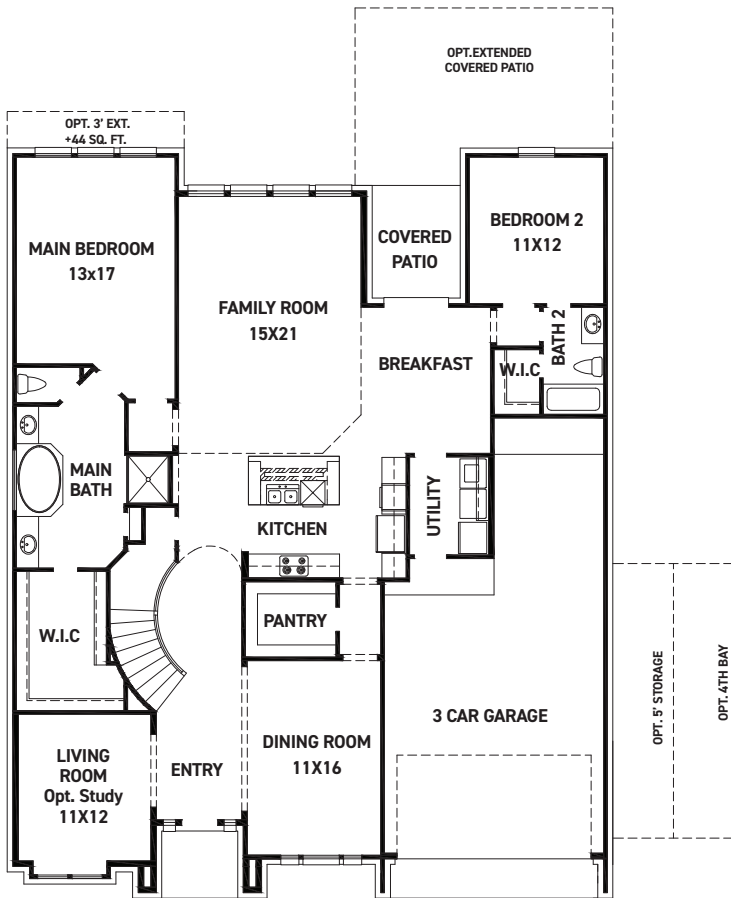 OPT.EXTENDED
COVERED PATIO
OPT. 3' EXT.
+44 SQ. FT.
MAIN BEDROOM
13x17
FAMILY ROOM
15X21
COVERED
PATIO
BEDROOM 2
11X12
BREAKFAST
BATH 2
W.I.C
MAIN
BATH
KITCHEN
UTILITY
W.I.C
PANTRY
LIVING
ROOM
Opt. Study
11X12
ENTRY
DINING ROOM
11X16
3 CAR GARAGE
OPT. 5' STORAGE
OPT. 4TH BAY